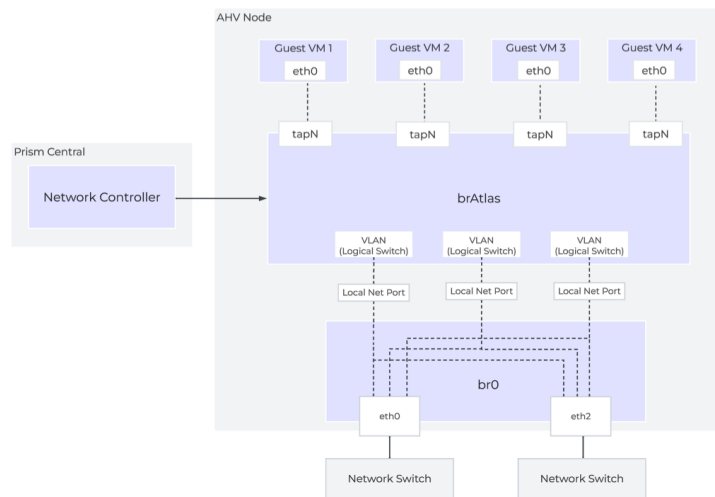 AHV Node
Guest VM 1
Guest VM 2
Guest VM 3
Guest VM 4
eth0
eth0
eth0
eth0
tapN
tapN
tapN
tapN
Prism Central
Network Controller
brAtlas
VLAN
(Logical Switch)
VLAN
(Logical Switch)
VLAN
(Logical Switch)
Local Net Port
Local Net Port
Local Net Port
br0
eth0
eth2
Network Switch
Network Switch